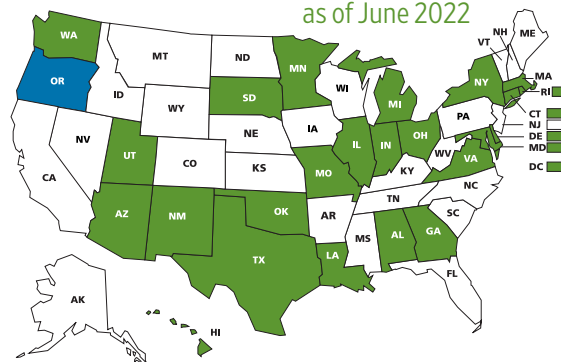 as of June 2022
WA
OR
CA
NV
ID
MT
WY
UT
AZ
CO
NM
ND
SD
NE
KS
OK
TX
MN
IA
MO
AR
LA
WI
IL
MI
IN
OH
KY
TN
MS
AL
GA
FL
SC
NC
VA
WV
PA
NY
VT
NH
ME
MA
RI
CT
NJ
DE
MD
DC
AK
HI